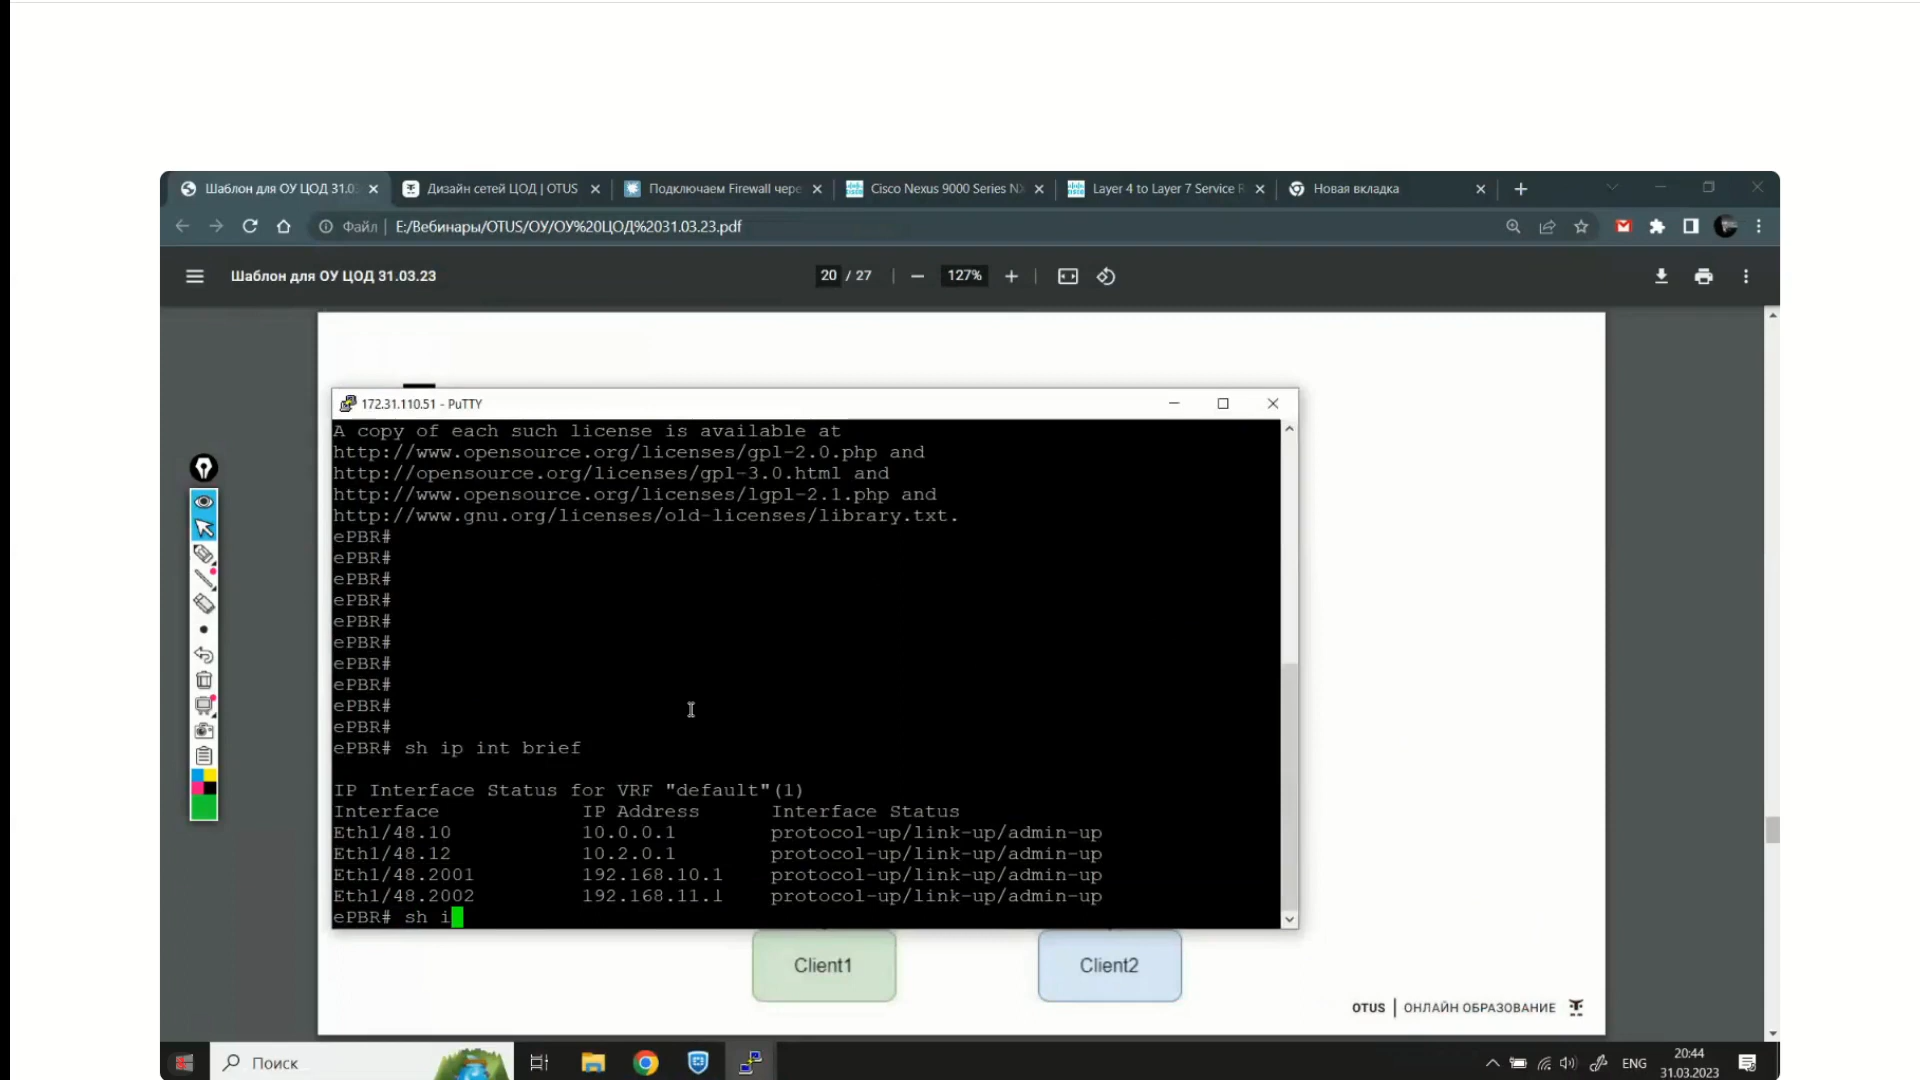 Шаблон для ОУ ЦОД 31.0
Дизайн сетей ЦОД | OTUS
Подключаем Firewall чере
Cisco Nexus 9000 Series N
Layer 4 to Layer 7 Service R
Новая вкладка
Файл | E:/Вебинары/OTUS/ОУ/ОУ%20ЦОД%2031.03.23.pdf
Шаблон для ОУ ЦОД 31.03.23
20 / 27
127%
172.31.110.51 - PuTTY
A copy of each such license is available at
http://www.opensource.org/licenses/gpl-2.0.php and
http://opensource.org/licenses/gpl-3.0.html and
http://www.opensource.org/licenses/lgpl-2.1.php and
http://www.gnu.org/licenses/old-licenses/library.txt.
ePBR#
ePBR#
ePBR#
ePBR#
ePBR#
ePBR#
ePBR#
ePBR#
ePBR#
ePBR#
ePBR# sh ip int brief
IP Interface Status for VRF "default"(1)
Interface IP Address Interface Status
Eth1/48.10 10.0.0.1 protocol-up/link-up/admin-up
Eth1/48.12 10.2.0.1 protocol-up/link-up/admin-up
Eth1/48.2001 192.168.10.1 protocol-up/link-up/admin-up
Eth1/48.2002 192.168.11.1 protocol-up/link-up/admin-up
ePBR# sh i
Client1
Client2
OTUS | ОНЛАЙН ОБРАЗОВАНИЕ
Поиск
ENG
20:44
31.03.2023